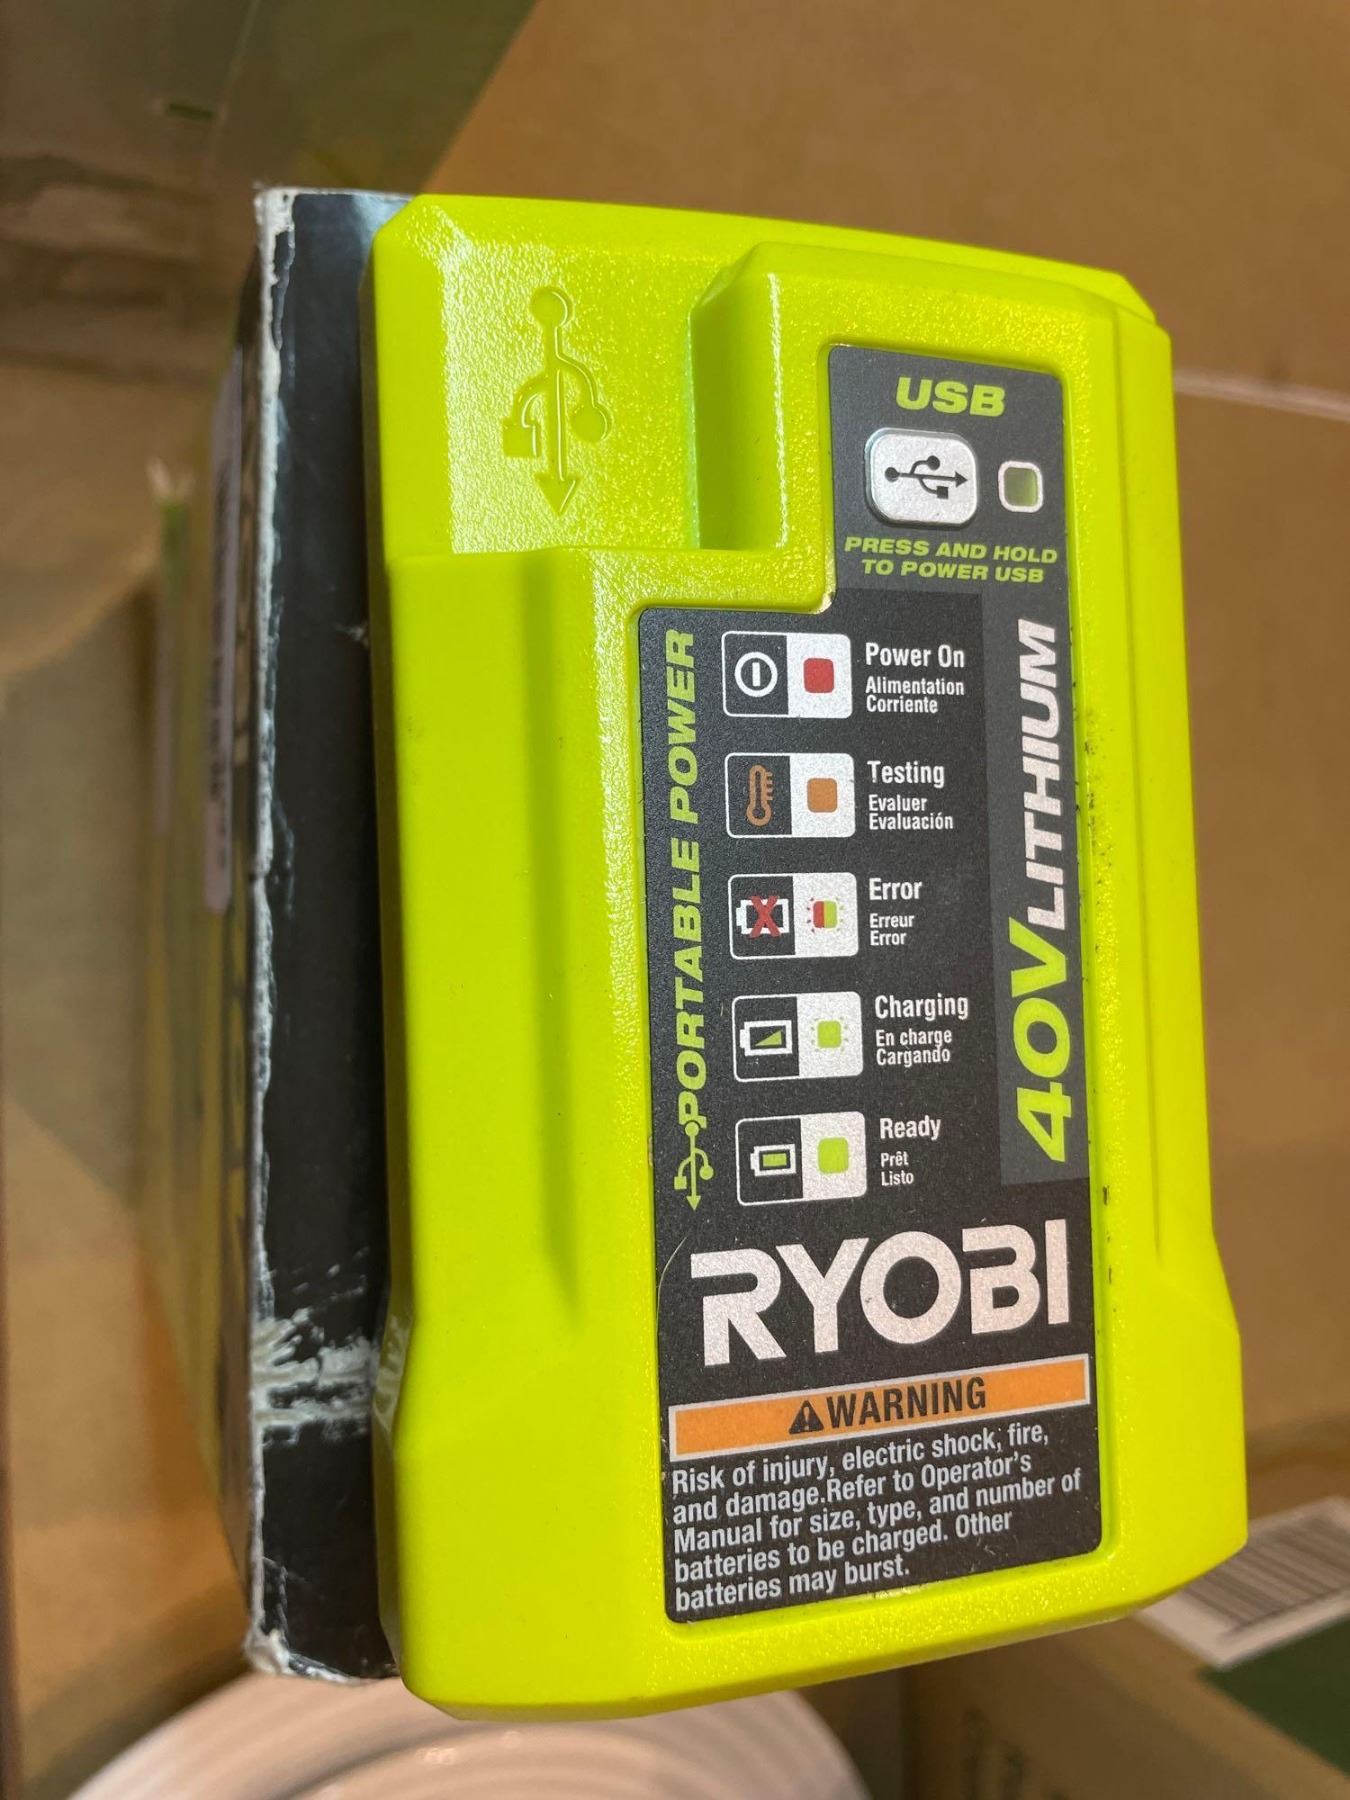 USB
PRESS AND HOLD
TO POWER USB
PORTABLE POWER
Power On
Alimentation
Corriente
Testing
Evaluer
Evaluación
Error
Erreur
Error
Charging
En charge
Cargando
Ready
Prêt
Listo
40V LITHIUM
RYOBI
WARNING
Risk of injury, electric shock, fire,
and damage.Refer to Operator's
Manual for size, type, and number of
batteries to be charged. Other
batteries may burst.